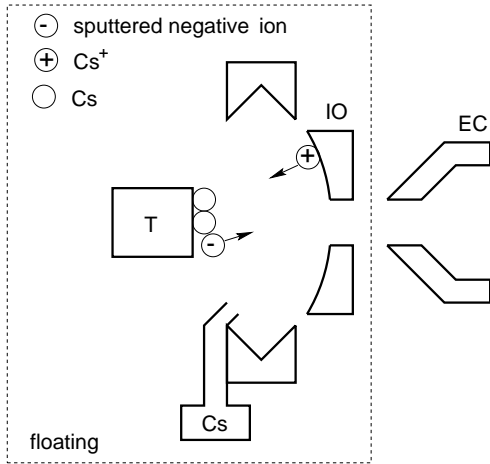 - sputtered negative ion
+ Cs+
Cs
IO
EC
+
T
-
Cs
floating